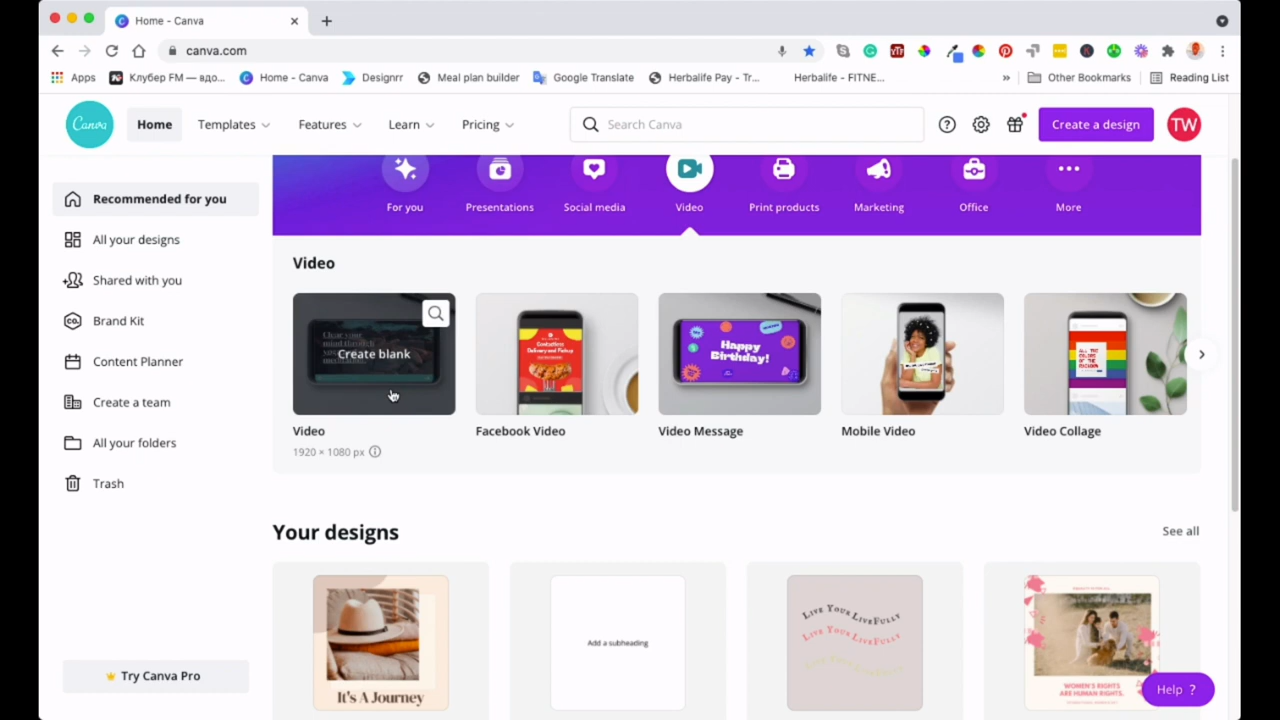 Home - Canva
canva.com
Apps
Клубер FM — вдо...
Home - Canva
Designrr
Meal plan builder
Google Translate
Herbalife Pay - Tr...
Herbalife - FITNE...
Other Bookmarks
Reading List
Canva
Home
Templates
Features
Learn
Pricing
Search Canva
Create a design
TW
Recommended for you
All your designs
Shared with you
Brand Kit
Content Planner
Create a team
All your folders
Trash
Try Canva Pro
For you
Presentations
Social media
Video
Print products
Marketing
Office
More
Video
Create blank
Happy
Birthday!
Video
1920 × 1080 px
Facebook Video
Video Message
Mobile Video
Video Collage
Your designs
See all
It's A Journey
Add a subheading
LIVE YOUR LIVEFULLY
LIVE YOUR LIVEFULLY
LIVE YOUR LIVEFULLY
WOMEN'S RIGHTS
ARE HUMAN RIGHTS.
Help ?